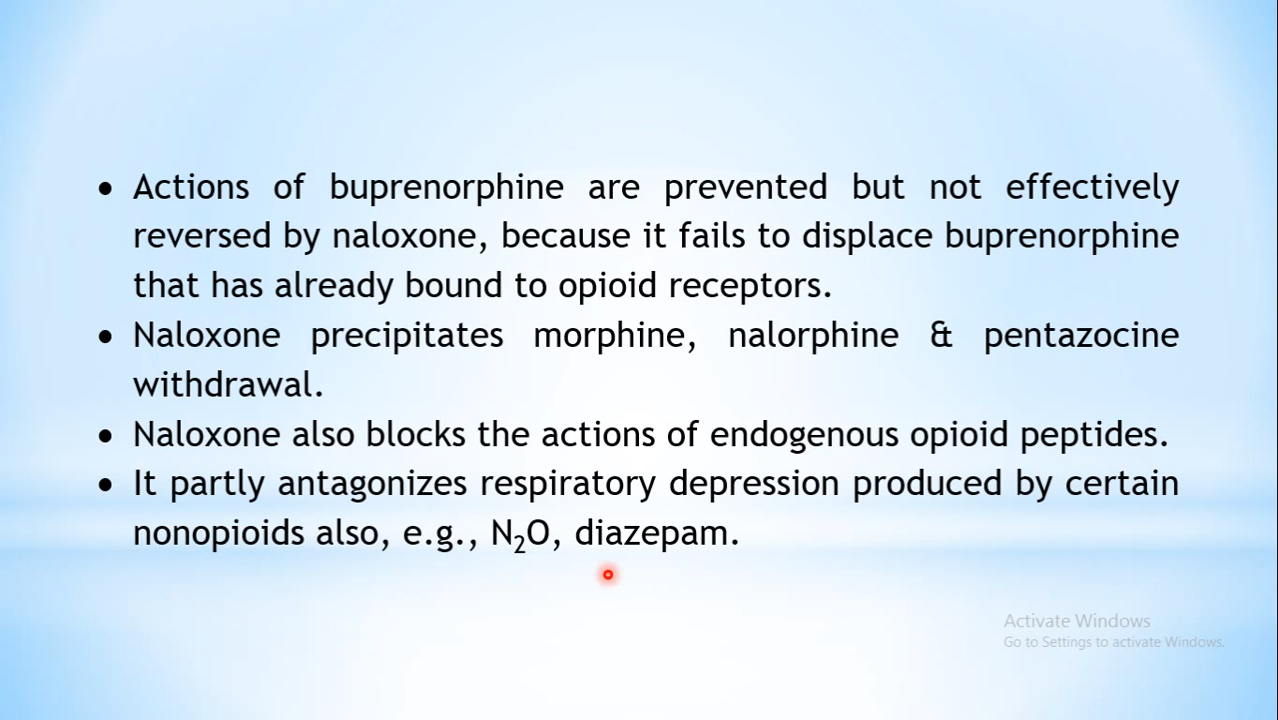 • Actions of buprenorphine are prevented but not effectively
reversed by naloxone, because it fails to displace buprenorphine
that has already bound to opioid receptors.
• Naloxone precipitates morphine, nalorphine & pentazocine
withdrawal.
• Naloxone also blocks the actions of endogenous opioid peptides.
• It partly antagonizes respiratory depression produced by certain
nonopioids also, e.g., N₂O, diazepam.
Activate Windows
Go to Settings to activate Windows.